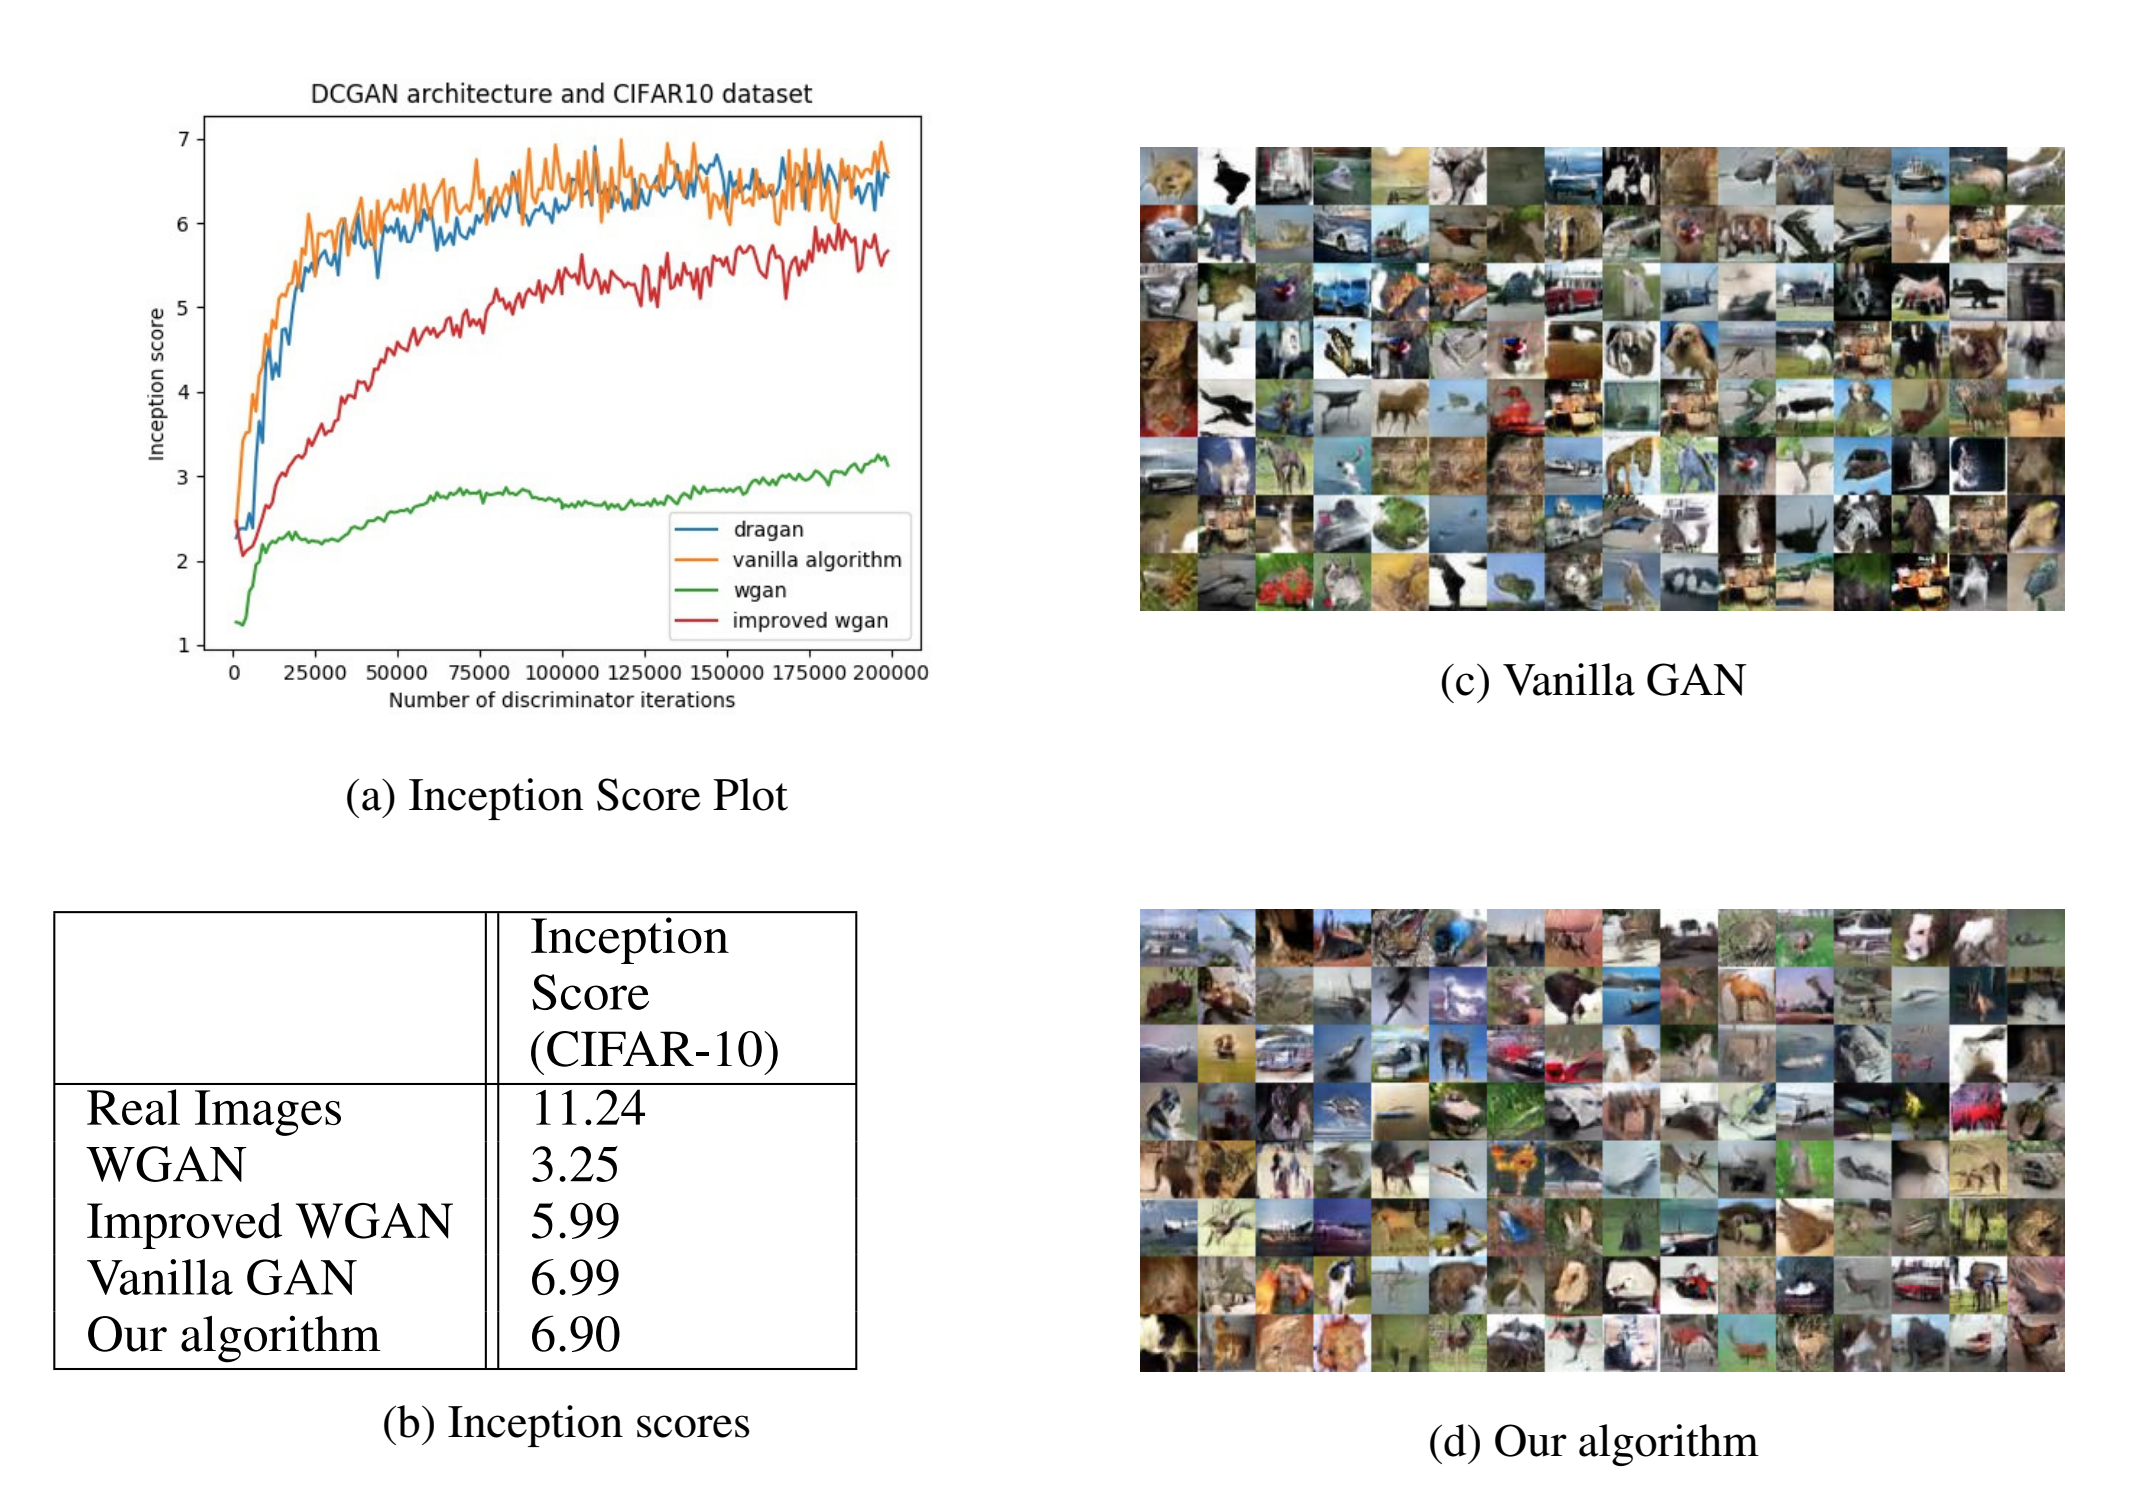 DCGAN architecture and CIFAR10 dataset
Inception score
7
6
5
4
3
2
1
dragan
vanilla algorithm
wgan
improved wgan
0 25000 50000 75000 100000 125000 150000 175000 200000
Number of discriminator iterations
(a) Inception Score Plot
Inception
Score
(CIFAR-10)
Real Images 11.24
WGAN 3.25
Improved WGAN 5.99
Vanilla GAN 6.99
Our algorithm 6.90
(b) Inception scores
(c) Vanilla GAN
(d) Our algorithm